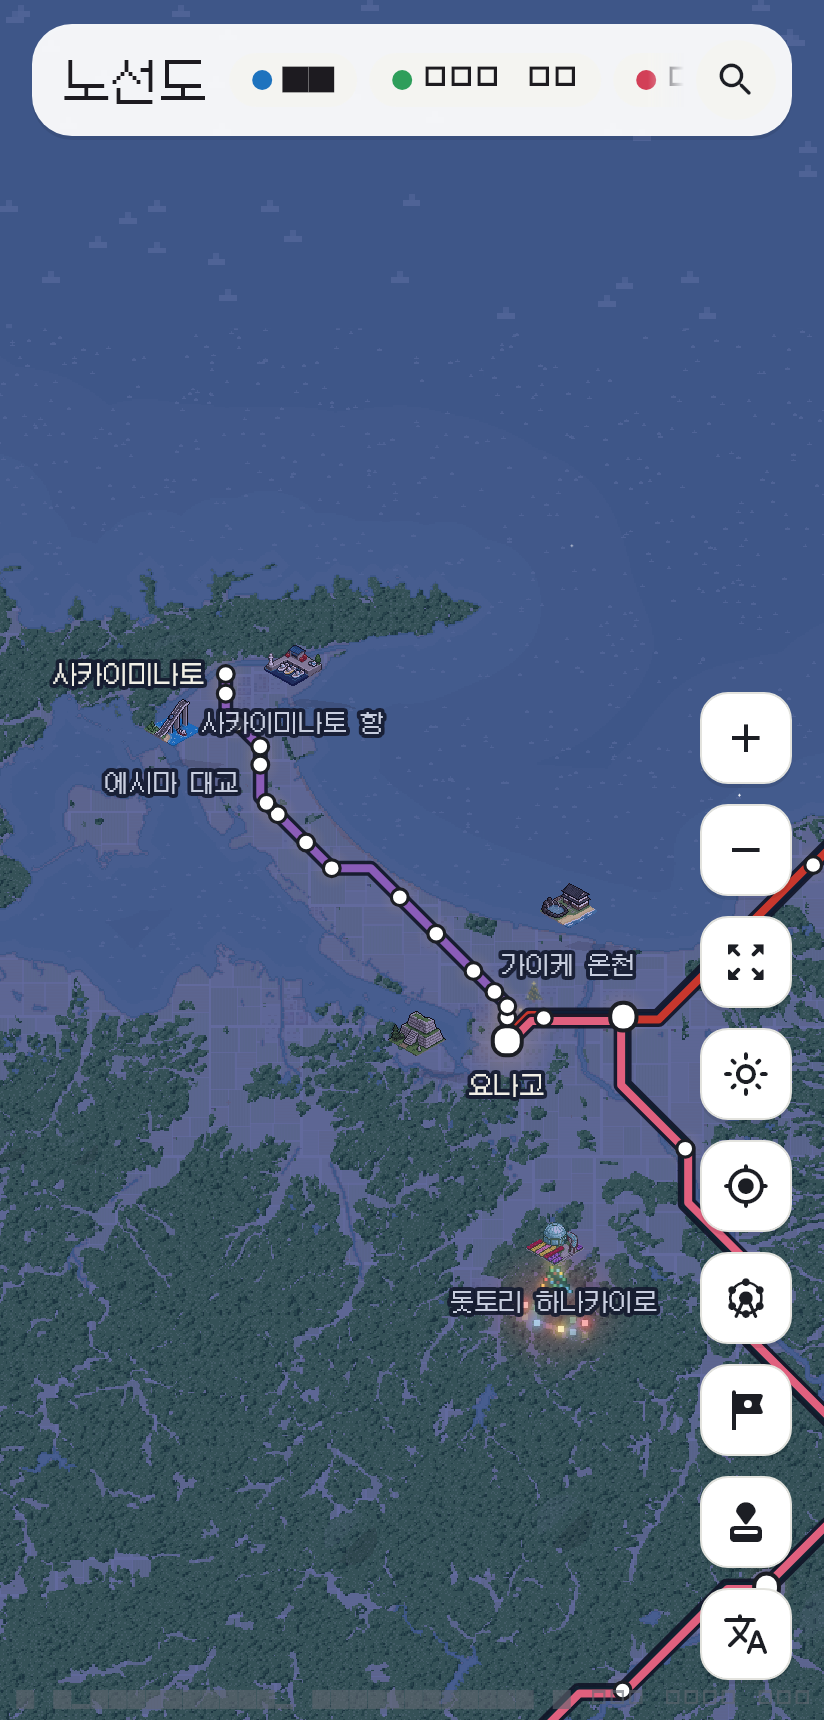 노선도
사카이미나토
사카이미나토 항
에시마 대교
가이케 온천
요나고
돗토리 하나카이로